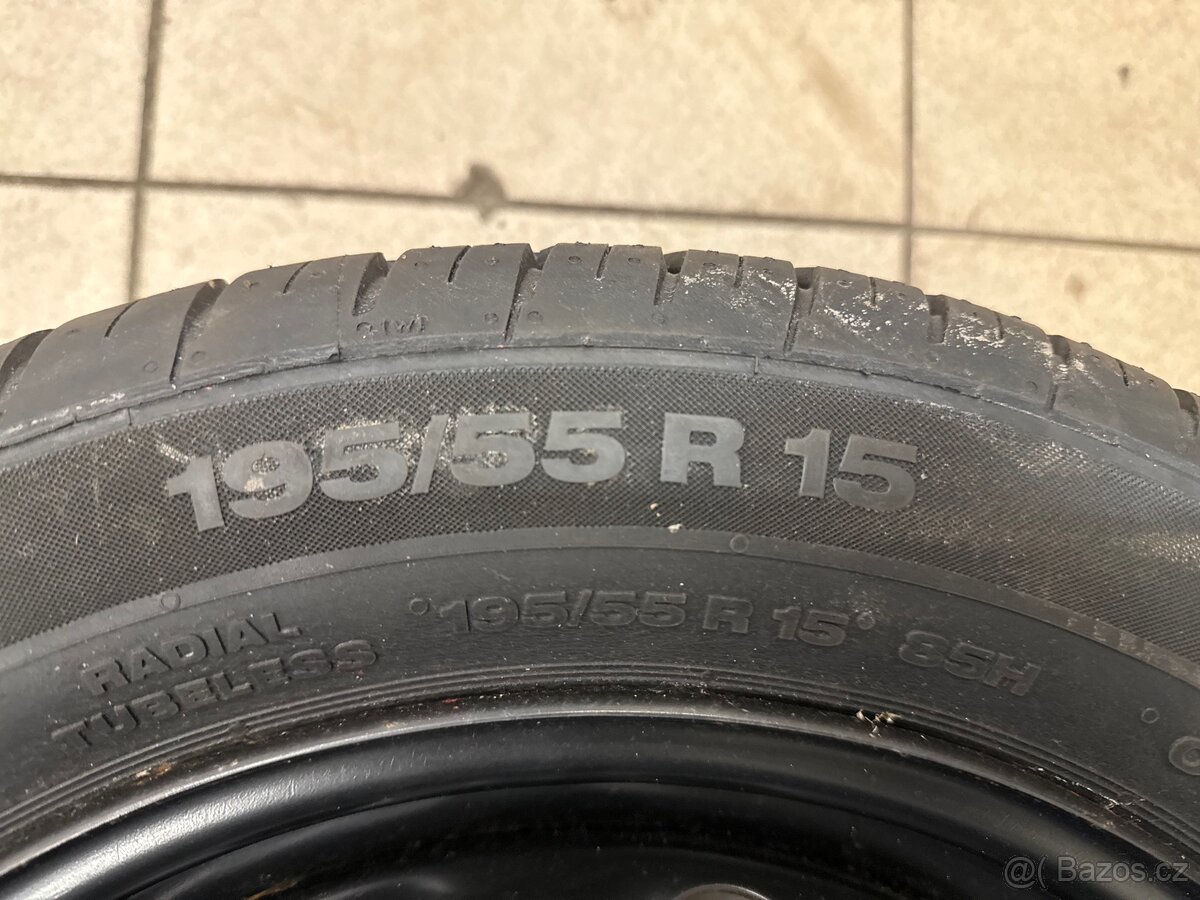 195/55 R 15
195/55 R 15 85H
RADIAL
TUBELESS
@( Bazos.cz